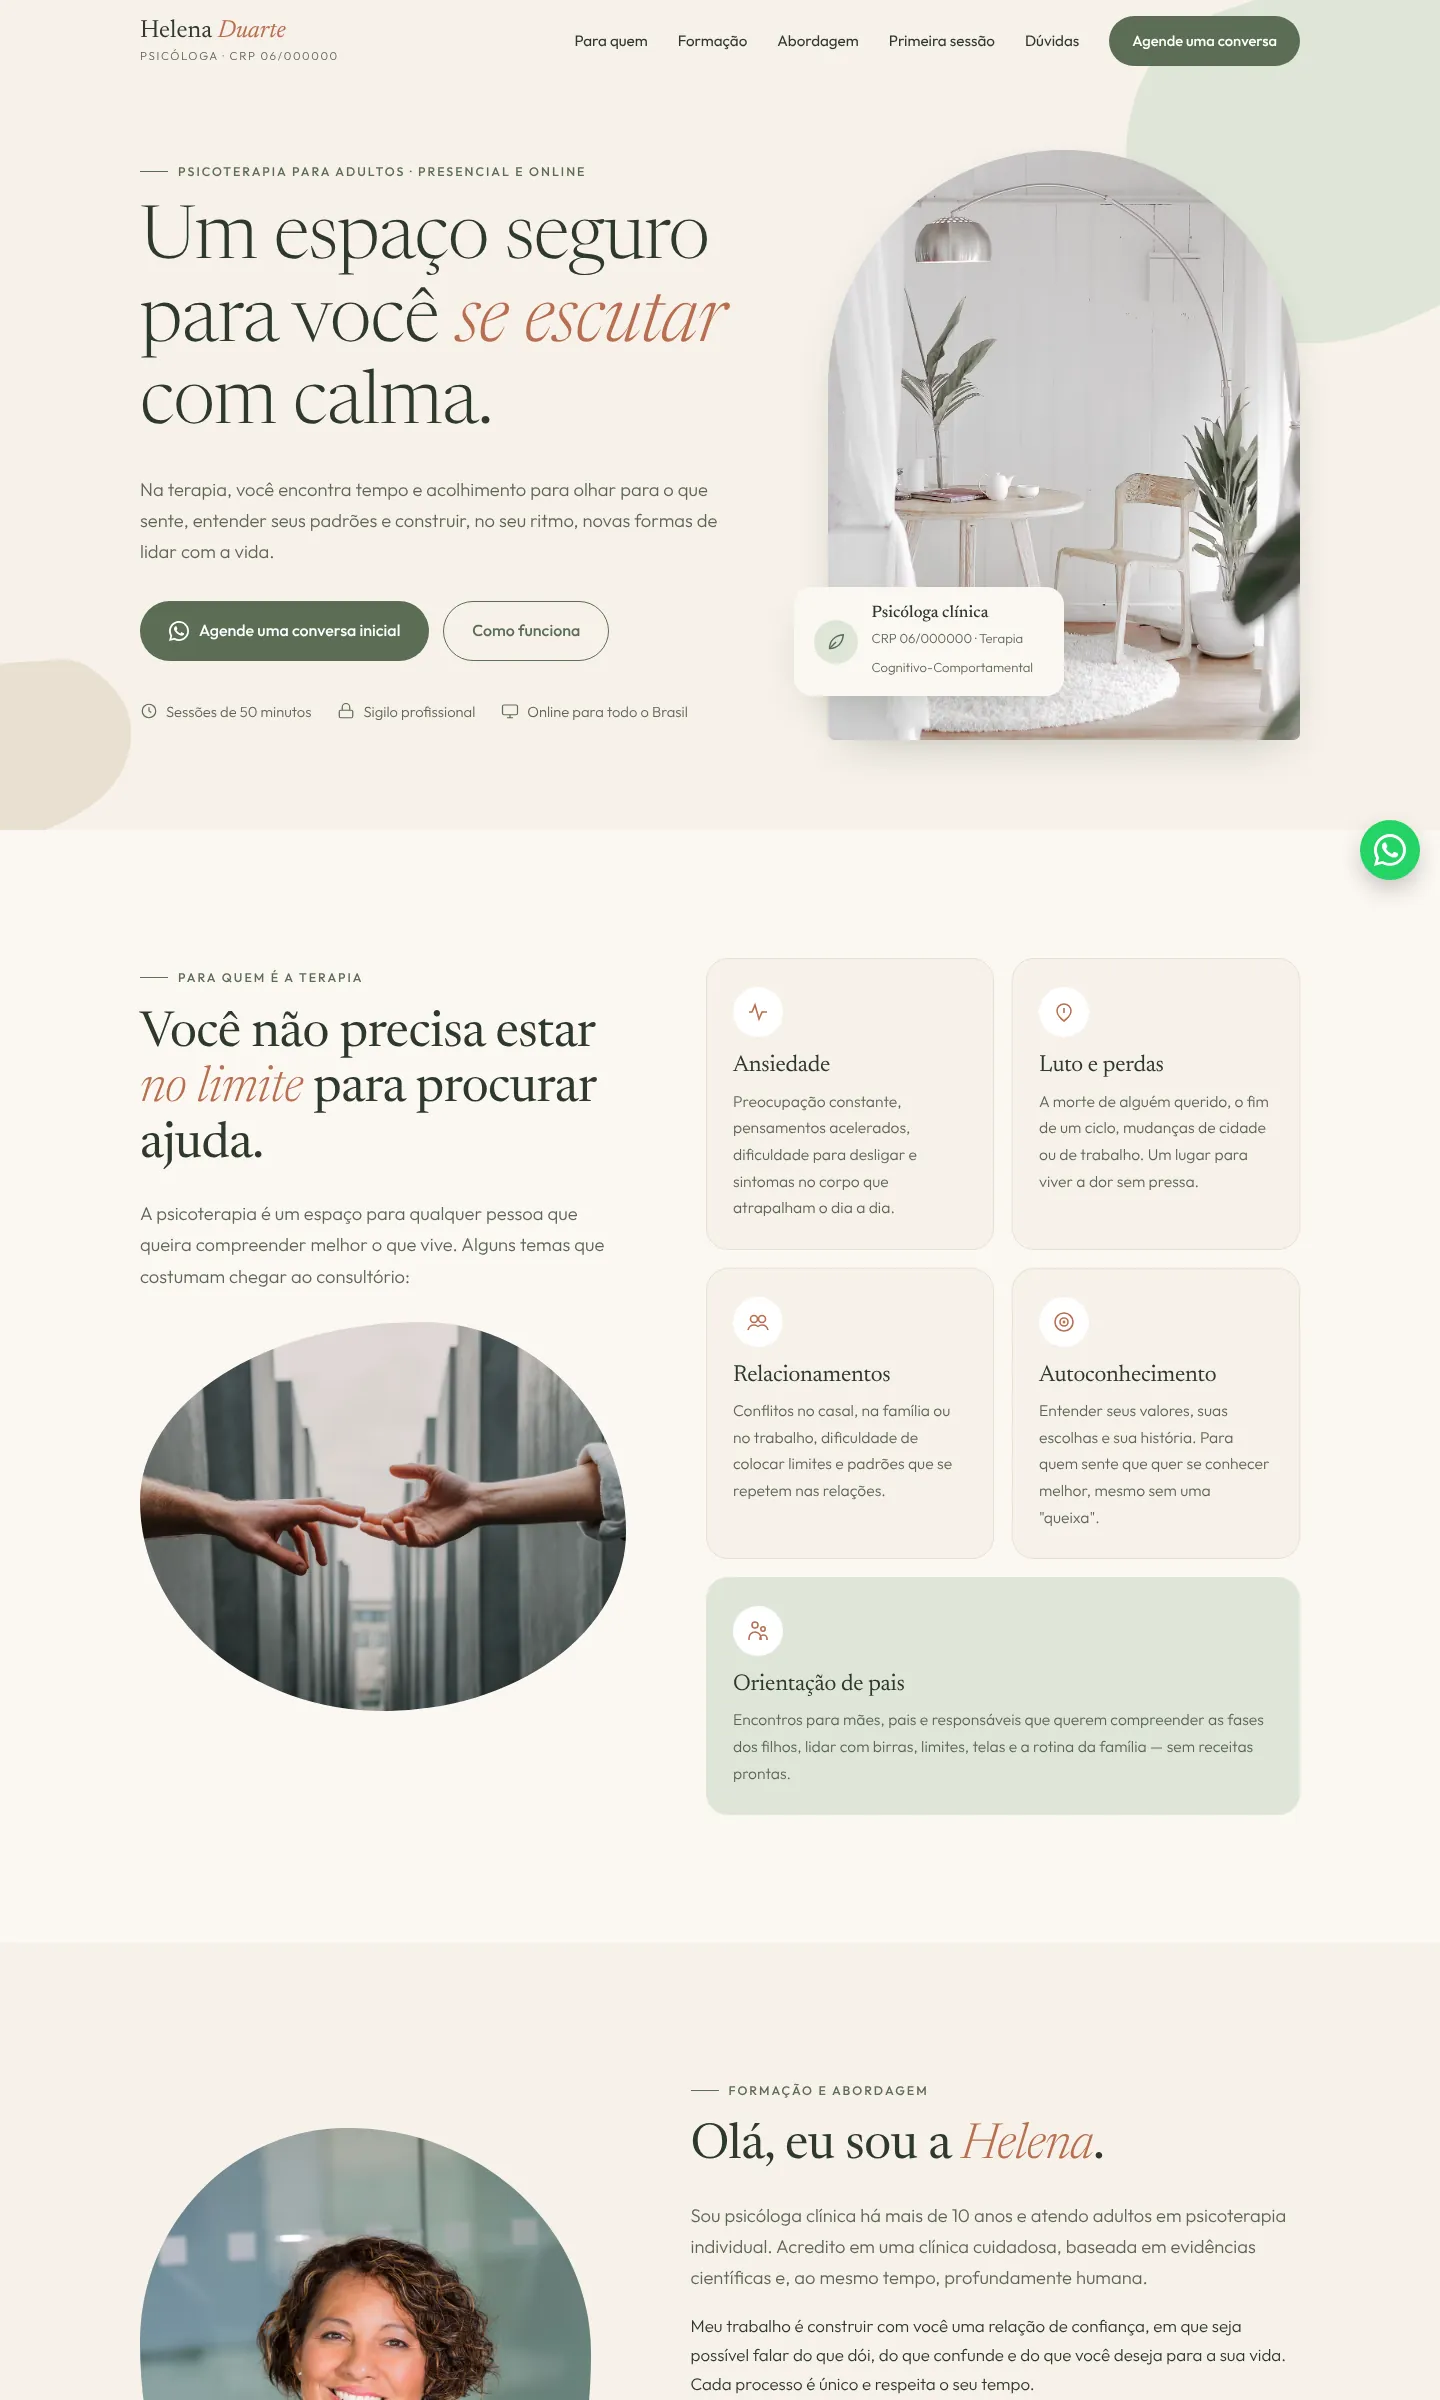 Helena Duarte
PSICÓLOGA · CRP 06/000000
Para quem
Formação
Abordagem
Primeira sessão
Dúvidas
Agende uma conversa
PSICOTERAPIA PARA ADULTOS · PRESENCIAL E ONLINE
Um espaço seguro
para você se escutar
com calma.
Na terapia, você encontra tempo e acolhimento para olhar para o que
sente, entender seus padrões e construir, no seu ritmo, novas formas de
lidar com a vida.
Agende uma conversa inicial
Como funciona
Sessões de 50 minutos
Sigilo profissional
Online para todo o Brasil
Psicóloga clínica
CRP 06/000000 · Terapia
Cognitivo-Comportamental
PARA QUEM É A TERAPIA
Você não precisa estar
no limite para procurar
ajuda.
A psicoterapia é um espaço para qualquer pessoa que
queira compreender melhor o que vive. Alguns temas que
costumam chegar ao consultório:
Ansiedade
Preocupação constante,
pensamentos acelerados,
dificuldade para desligar e
sintomas no corpo que
atrapalham o dia a dia.
Luto e perdas
A morte de alguém querido, o fim
de um ciclo, mudanças de cidade
ou de trabalho. Um lugar para
viver a dor sem pressa.
Relacionamentos
Conflitos no casal, na família ou
no trabalho, dificuldade de
colocar limites e padrões que se
repetem nas relações.
Autoconhecimento
Entender seus valores, suas
escolhas e sua história. Para
quem sente que quer se conhecer
melhor, mesmo sem uma
"queixa".
Orientação de pais
Encontros para mães, pais e responsáveis que querem compreender as fases
dos filhos, lidar com birras, limites, telas e a rotina da família — sem receitas
prontas.
FORMAÇÃO E ABORDAGEM
Olá, eu sou a Helena.
Sou psicóloga clínica há mais de 10 anos e atendo adultos em psicoterapia
individual. Acredito em uma clínica cuidadosa, baseada em evidências
científicas e, ao mesmo tempo, profundamente humana.
Meu trabalho é construir com você uma relação de confiança, em que seja
possível falar do que dói, do que confunde e do que você deseja para a sua vida.
Cada processo é único e respeita o seu tempo.